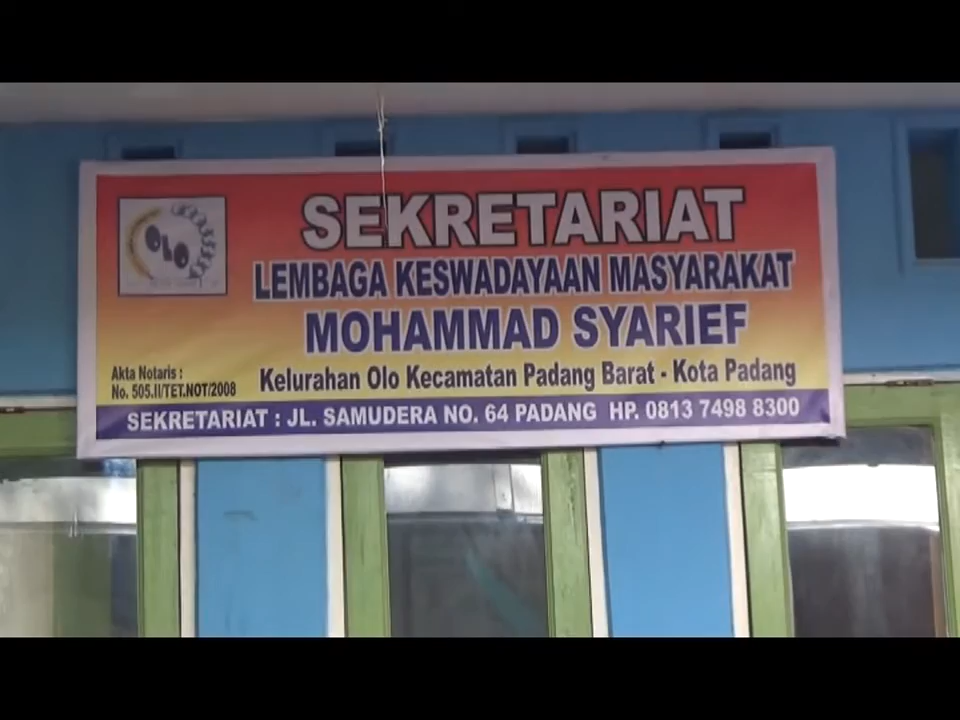 OLO
SEKRETARIAT
LEMBAGA KESWADAYAAN MASYARAKAT
MOHAMMAD SYARIEF
Kelurahan Olo Kecamatan Padang Barat - Kota Padang
Akta Notaris :
No. 505.II/TET.NOT/2008
SEKRETARIAT : JL. SAMUDERA NO. 64 PADANG HP. 0813 7498 8300